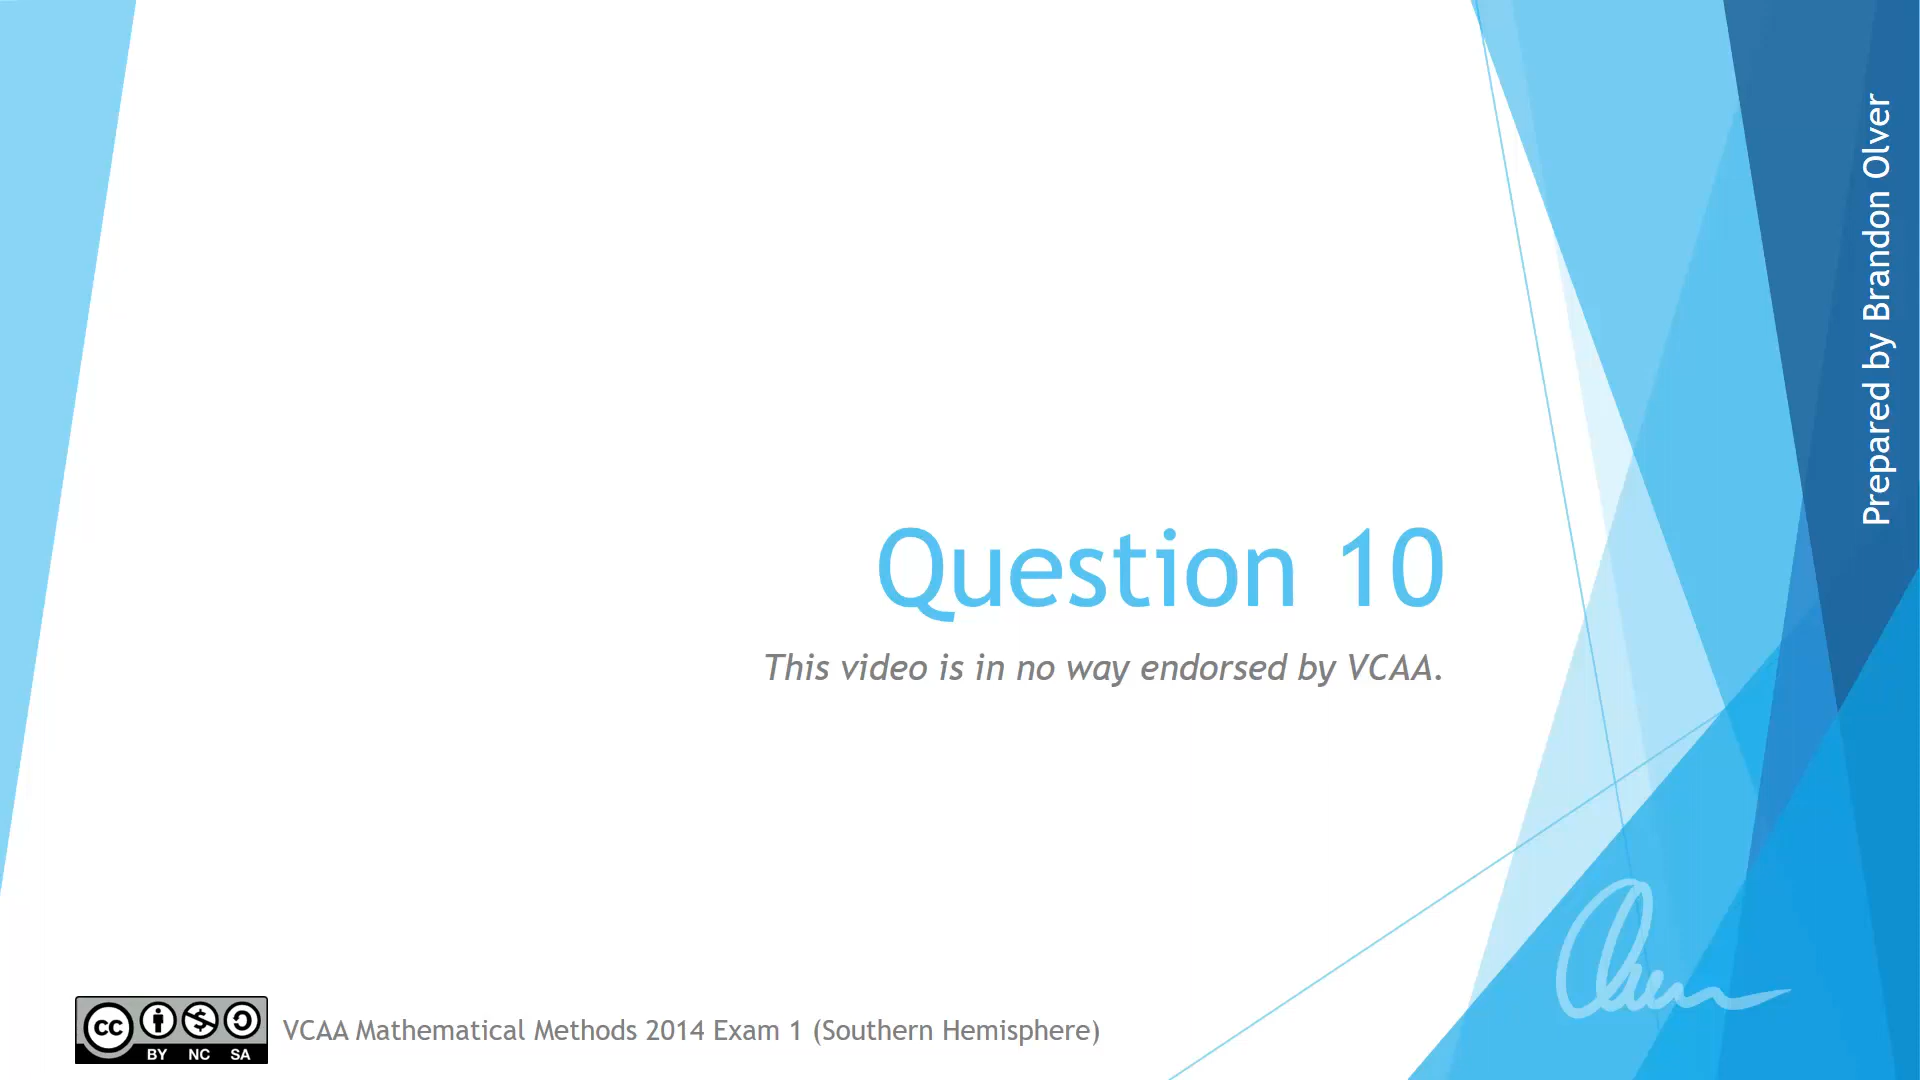 Prepared by Brandon Olver
Question 10
This video is in no way endorsed by VCAA.
cc
BY NC SA
VCAA Mathematical Methods 2014 Exam 1 (Southern Hemisphere)